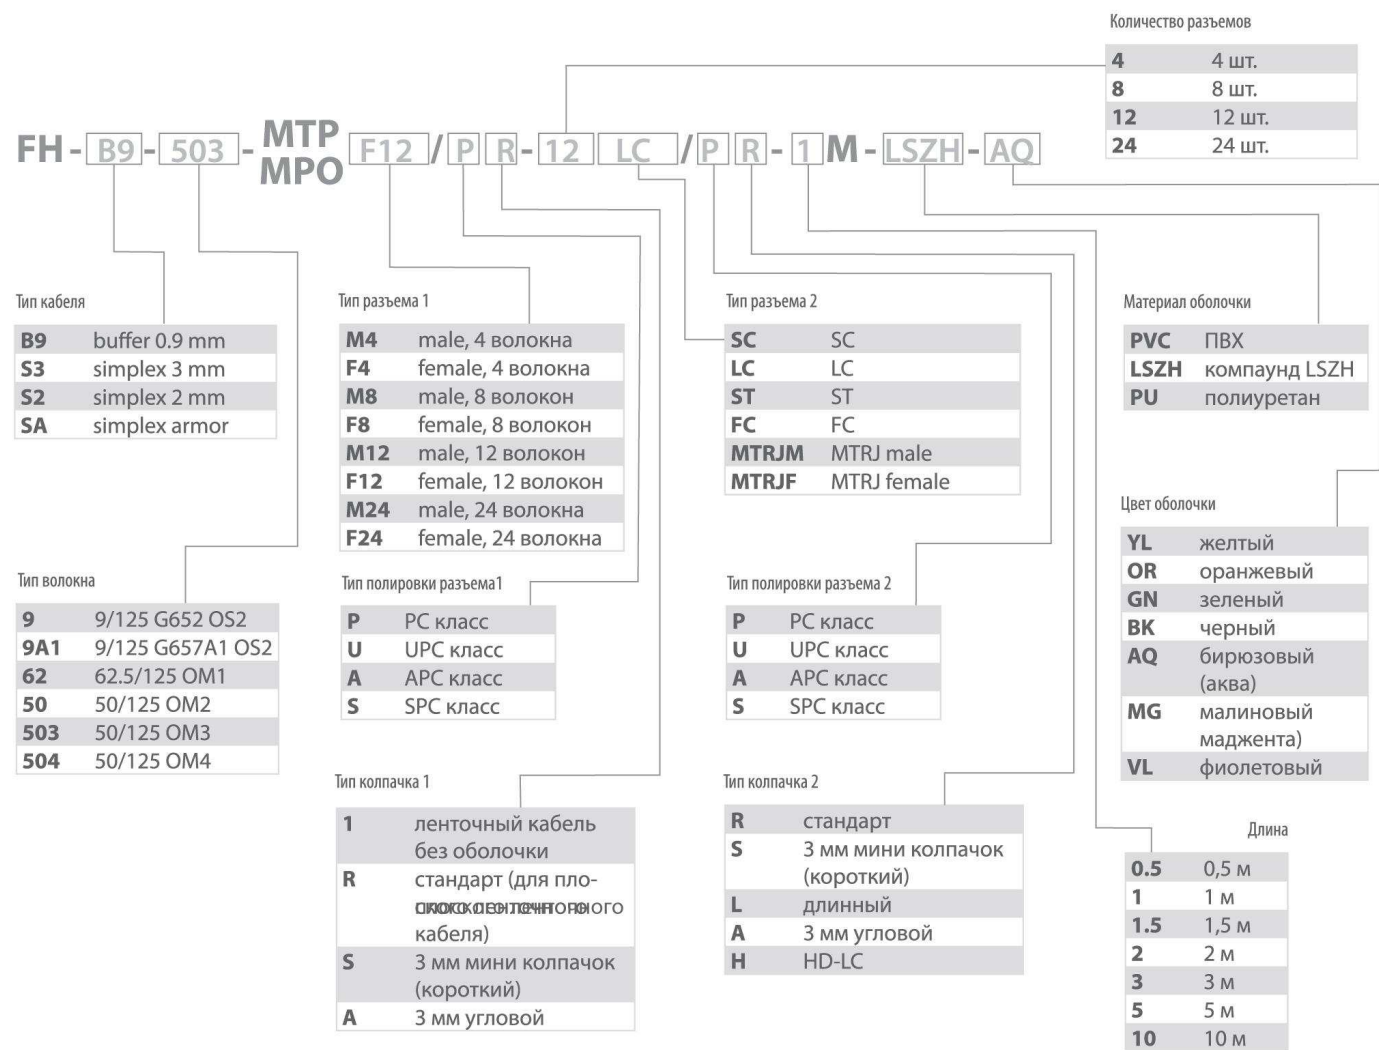 Количество разъемов
4 4 шт.
8 8 шт.
12 12 шт.
24 24 шт.
FH - B9 - 503 - MTP MPO F12 / P R - 12 LC / P R - 1 M - LSZH - AQ
Тип кабеля
B9 buffer 0.9 mm
S3 simplex 3 mm
S2 simplex 2 mm
SA simplex armor
Тип волокна
9 9/125 G652 OS2
9A1 9/125 G657A1 OS2
62 62.5/125 OM1
50 50/125 OM2
503 50/125 OM3
504 50/125 OM4
Тип разъема 1
M4 male, 4 волокна
F4 female, 4 волокна
M8 male, 8 волокон
F8 female, 8 волокон
M12 male, 12 волокон
F12 female, 12 волокон
M24 male, 24 волокна
F24 female, 24 волокна
Тип полировки разъема1
P PC класс
U UPC класс
A APC класс
S SPC класс
Тип колпачка 1
1 ленточный кабель
без оболочки
R стандарт (для пло-
кабеля)
S 3 мм мини колпачок
(короткий)
A 3 мм угловой
Тип разъема 2
SC SC
LC LC
ST ST
FC FC
MTRJM MTRJ male
MTRJF MTRJ female
Тип полировки разъема 2
P PC класс
U UPC класс
A APC класс
S SPC класс
Тип колпачка 2
R стандарт
S 3 мм мини колпачок
(короткий)
L длинный
A 3 мм угловой
H HD-LC
Материал оболочки
PVC ПВХ
LSZH компаунд LSZH
PU полиуретан
Цвет оболочки
YL желтый
OR оранжевый
GN зеленый
BK черный
AQ бирюзовый
(аква)
MG малиновый
маджента)
VL фиолетовый
Длина
0.5 0,5 м
1 1 м
1.5 1,5 м
2 2 м
3 3 м
5 5 м
10 10 м